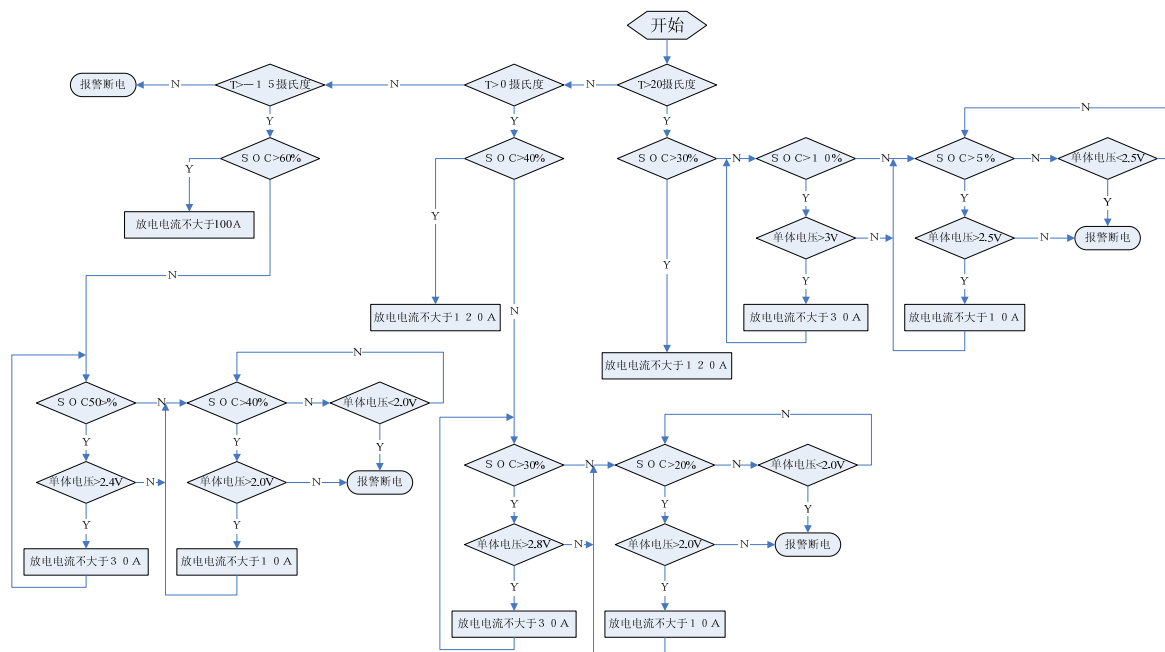 开始
报警断电
N
T>－１５摄氏度
N
T>０摄氏度
N
T>20摄氏度
N
Y
Y
Y
ＳＯＣ>60%
ＳＯＣ>40%
ＳＯＣ>30%
N
ＳＯＣ>１０%
N
ＳＯＣ>５%
N
单体电压<2.5V
Y
Y
Y
Y
Y
放电电流不大于100A
单体电压>3V
N
单体电压>2.5V
N
报警断电
Y
Y
Y
N
N
放电电流不大于１２０Ａ
放电电流不大于３０Ａ
放电电流不大于１０Ａ
放电电流不大于１２０Ａ
N
ＳＯＣ50>%
N
ＳＯＣ>40%
N
单体电压<2.0V
N
Y
Y
Y
ＳＯＣ>30%
N
ＳＯＣ>20%
N
单体电压<2.0V
单体电压>2.4V
N
单体电压>2.0V
N
报警断电
Y
Y
Y
Y
Y
单体电压>2.8V
N
单体电压>2.0V
N
报警断电
放电电流不大于３０Ａ
放电电流不大于１０Ａ
Y
Y
放电电流不大于３０Ａ
放电电流不大于１０Ａ